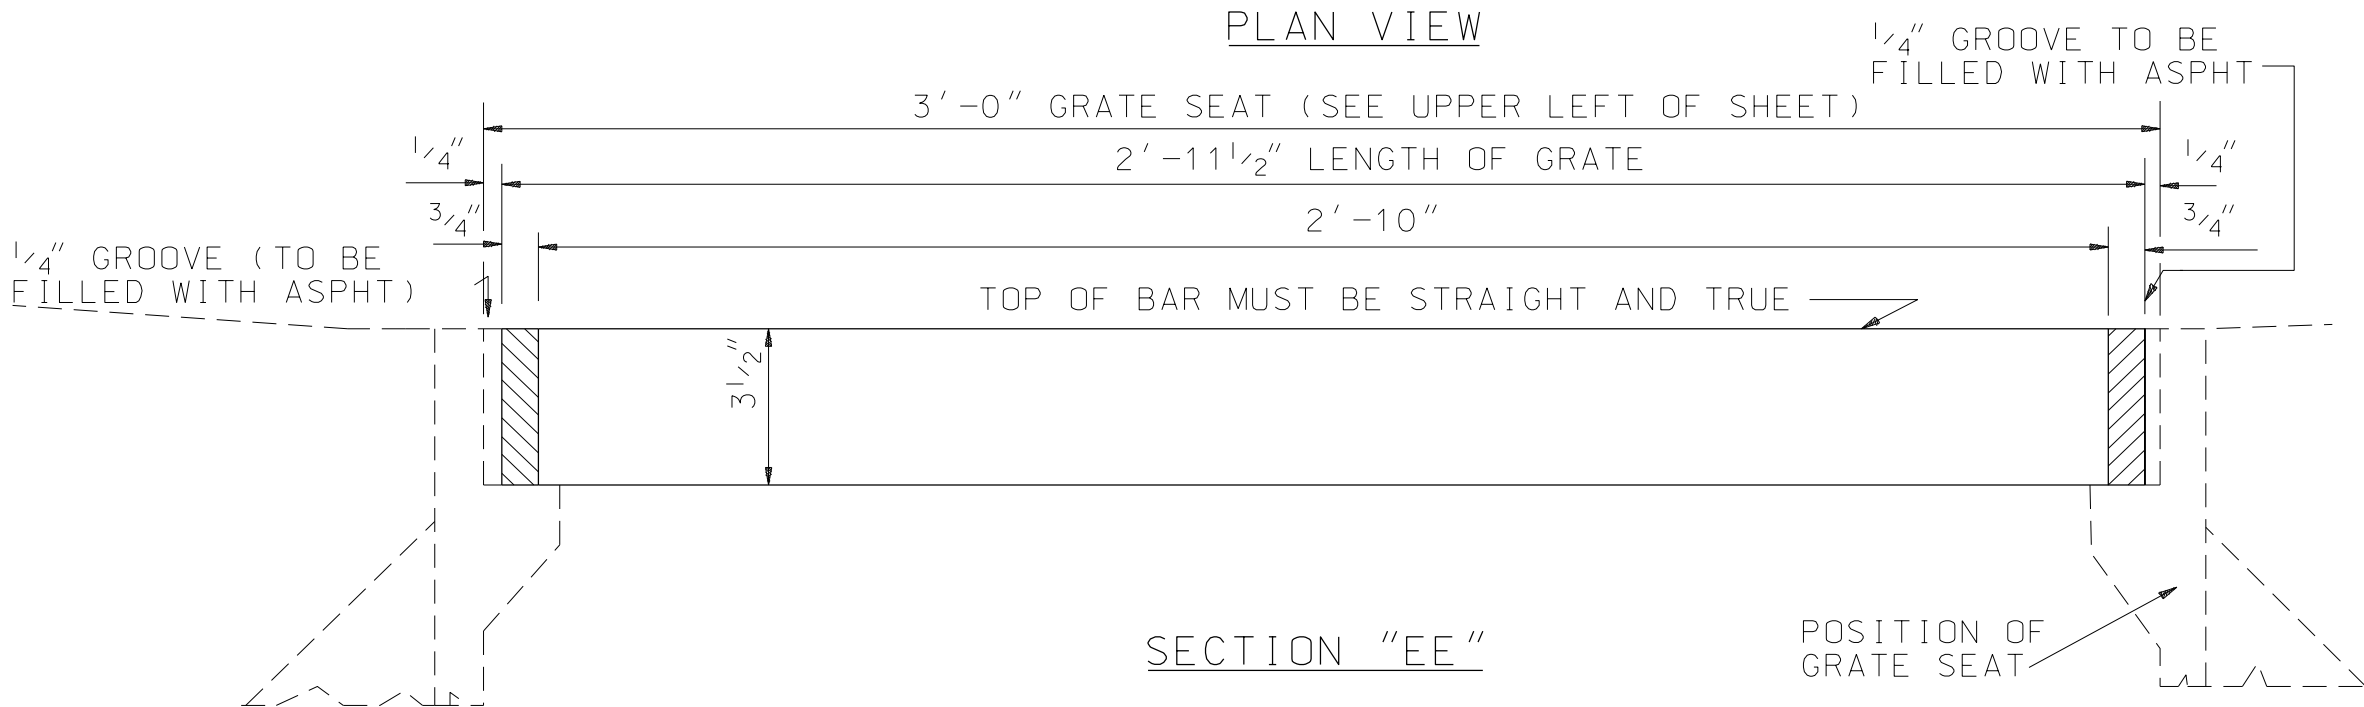 PLAN VIEW
1/4" GROOVE TO BE
FILLED WITH ASPHT
3'-0" GRATE SEAT (SEE UPPER LEFT OF SHEET)
1/4"
2'-11 1/2" LENGTH OF GRATE
1/4"
3/4"
2'-10"
3/4"
1/4" GROOVE (TO BE
FILLED WITH ASPHT)
TOP OF BAR MUST BE STRAIGHT AND TRUE
3 1/2"
SECTION "EE"
POSITION OF
GRATE SEAT